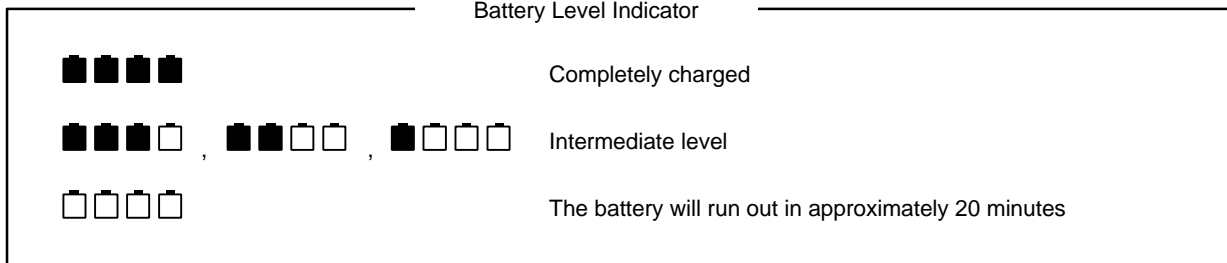 Battery Level Indicator
Completely charged
, , Intermediate level
The battery will run out in approximately 20 minutes